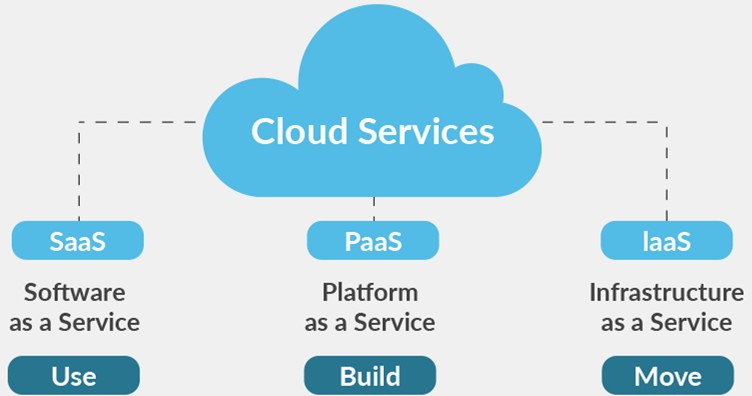 Cloud Services
SaaS
PaaS
IaaS
Software
as a Service
Platform
as a Service
Infrastructure
as a Service
Use
Build
Move